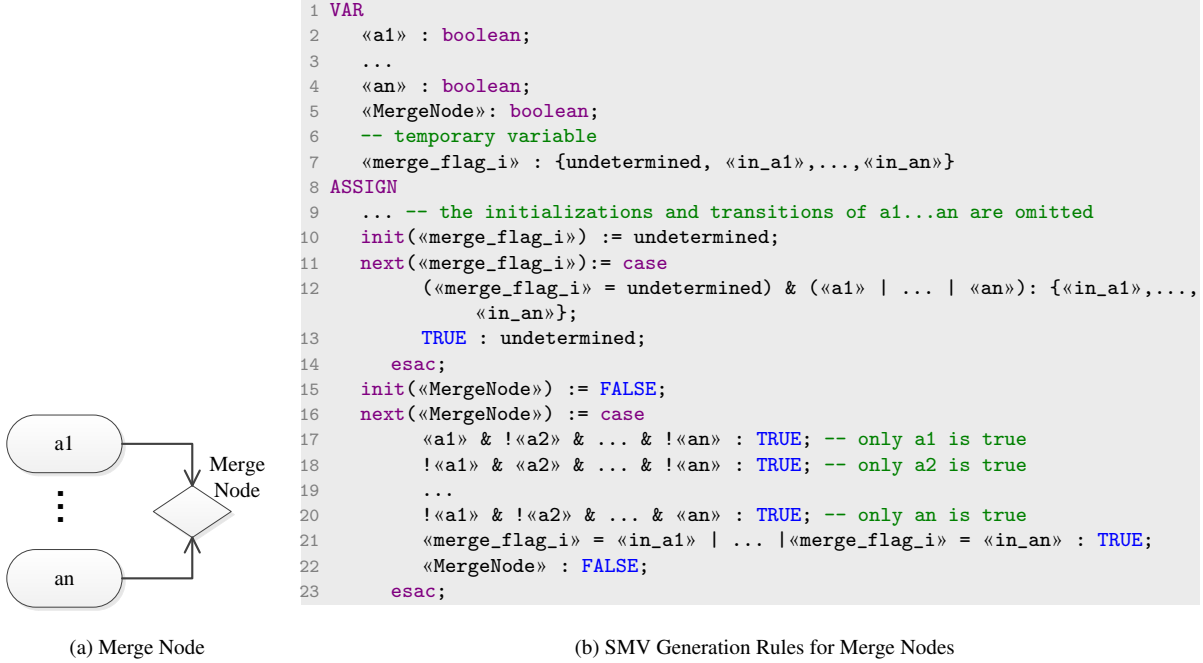 1 VAR
2 «a1» : boolean;
3 ...
4 «an» : boolean;
5 «MergeNode»: boolean;
6 -- temporary variable
7 «merge_flag_i» : {undetermined, «in_a1»,...,«in_an»}
8 ASSIGN
9 ... -- the initializations and transitions of a1...an are omitted
10 init(«merge_flag_i») := undetermined;
11 next(«merge_flag_i»):= case
12 («merge_flag_i» = undetermined) & («a1» | ... | «an»): {«in_a1»,...,
«in_an»};
13 TRUE : undetermined;
14 esac;
15 init(«MergeNode») := FALSE;
16 next(«MergeNode») := case
17 «a1» & !«a2» & ... & !«an» : TRUE; -- only a1 is true
18 !«a1» & «a2» & ... & !«an» : TRUE; -- only a2 is true
19 ...
20 !«a1» & !«a2» & ... & «an» : TRUE; -- only an is true
21 «merge_flag_i» = «in_a1» | ... |«merge_flag_i» = «in_an» : TRUE;
22 «MergeNode» : FALSE;
23 esac;
a1
Merge
Node
an
(a) Merge Node
(b) SMV Generation Rules for Merge Nodes